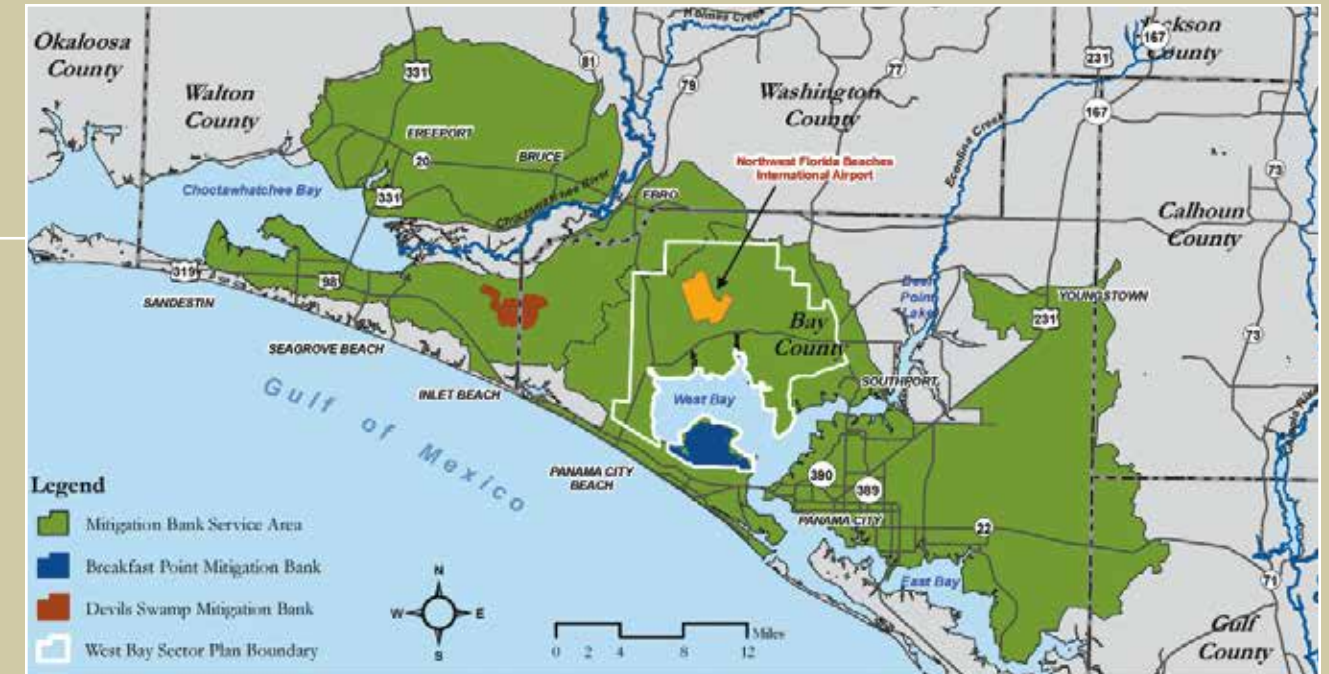 Okaloosa
County
Walton
County
331
81
Holmes Creek
79
77
Washington
County
231
Jackson
County
167
167
FREEPORT
20
BRUCE
Choctawhatchee River
Northwest Florida Beaches
International Airport
EBRO
Econfina Creek
73
Choctawhatchee Bay
331
Calhoun
County
319
98
SANDESTIN
Deer
Point
Lake
YOUNGSTOWN
231
Bay
County
73
SEAGROVE BEACH
INLET BEACH
SOUTHPORT
West Bay
Gulf of Mexico
PANAMA CITY
BEACH
390
389
PANAMA CITY
22
East Bay
71
Gulf
County
Legend
Mitigation Bank Service Area
Breakfast Point Mitigation Bank
Devils Swamp Mitigation Bank
West Bay Sector Plan Boundary
N
W E
S
Miles
0 2 4 8 12